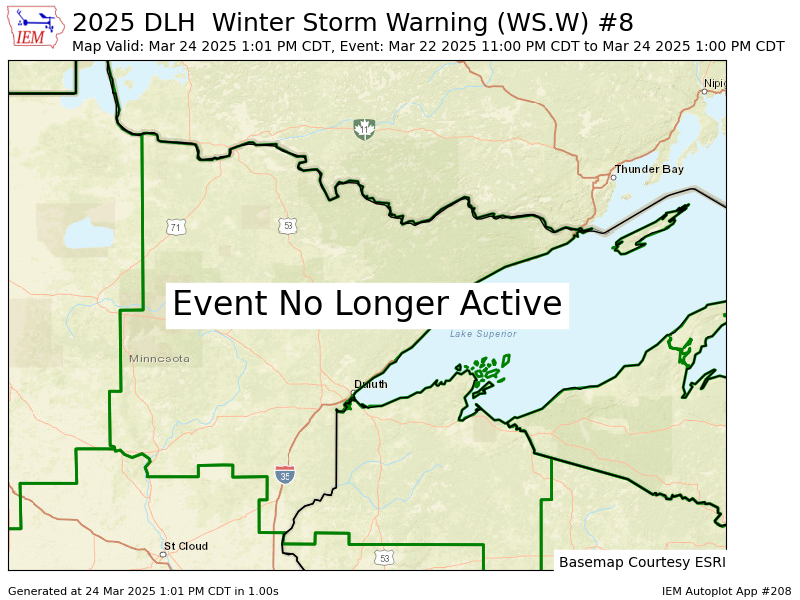 IEM
2025 DLH  Winter Storm Warning (WS.W) #8
Map Valid: Mar 24 2025 1:01 PM CDT, Event: Mar 22 2025 11:00 PM CDT to Mar 24 2025 1:00 PM CDT
Nipi
11
Thunder Bay
71
53
Event No Longer Active
Lake Superior
Minnesota
Duluth
35
St Cloud
53
Basemap Courtesy ESRI
Generated at 24 Mar 2025 1:01 PM CDT in 1.00s
IEM Autoplot App #208